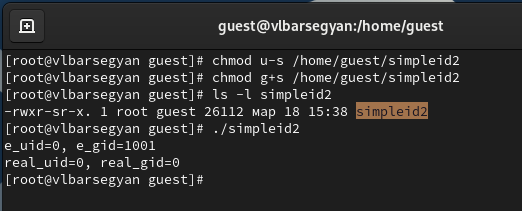 guest@vlbarsegyan:/home/guest
[root@vlbarsegyan guest]# chmod u-s /home/guest/simpleid2
[root@vlbarsegyan guest]# chmod g+s /home/guest/simpleid2
[root@vlbarsegyan guest]# ls -l simpleid2
-rwxr-sr-x. 1 root guest 26112 мар 18 15:38 simpleid2
[root@vlbarsegyan guest]# ./simpleid2
e_uid=0, e_gid=1001
real_uid=0, real_gid=0
[root@vlbarsegyan guest]#